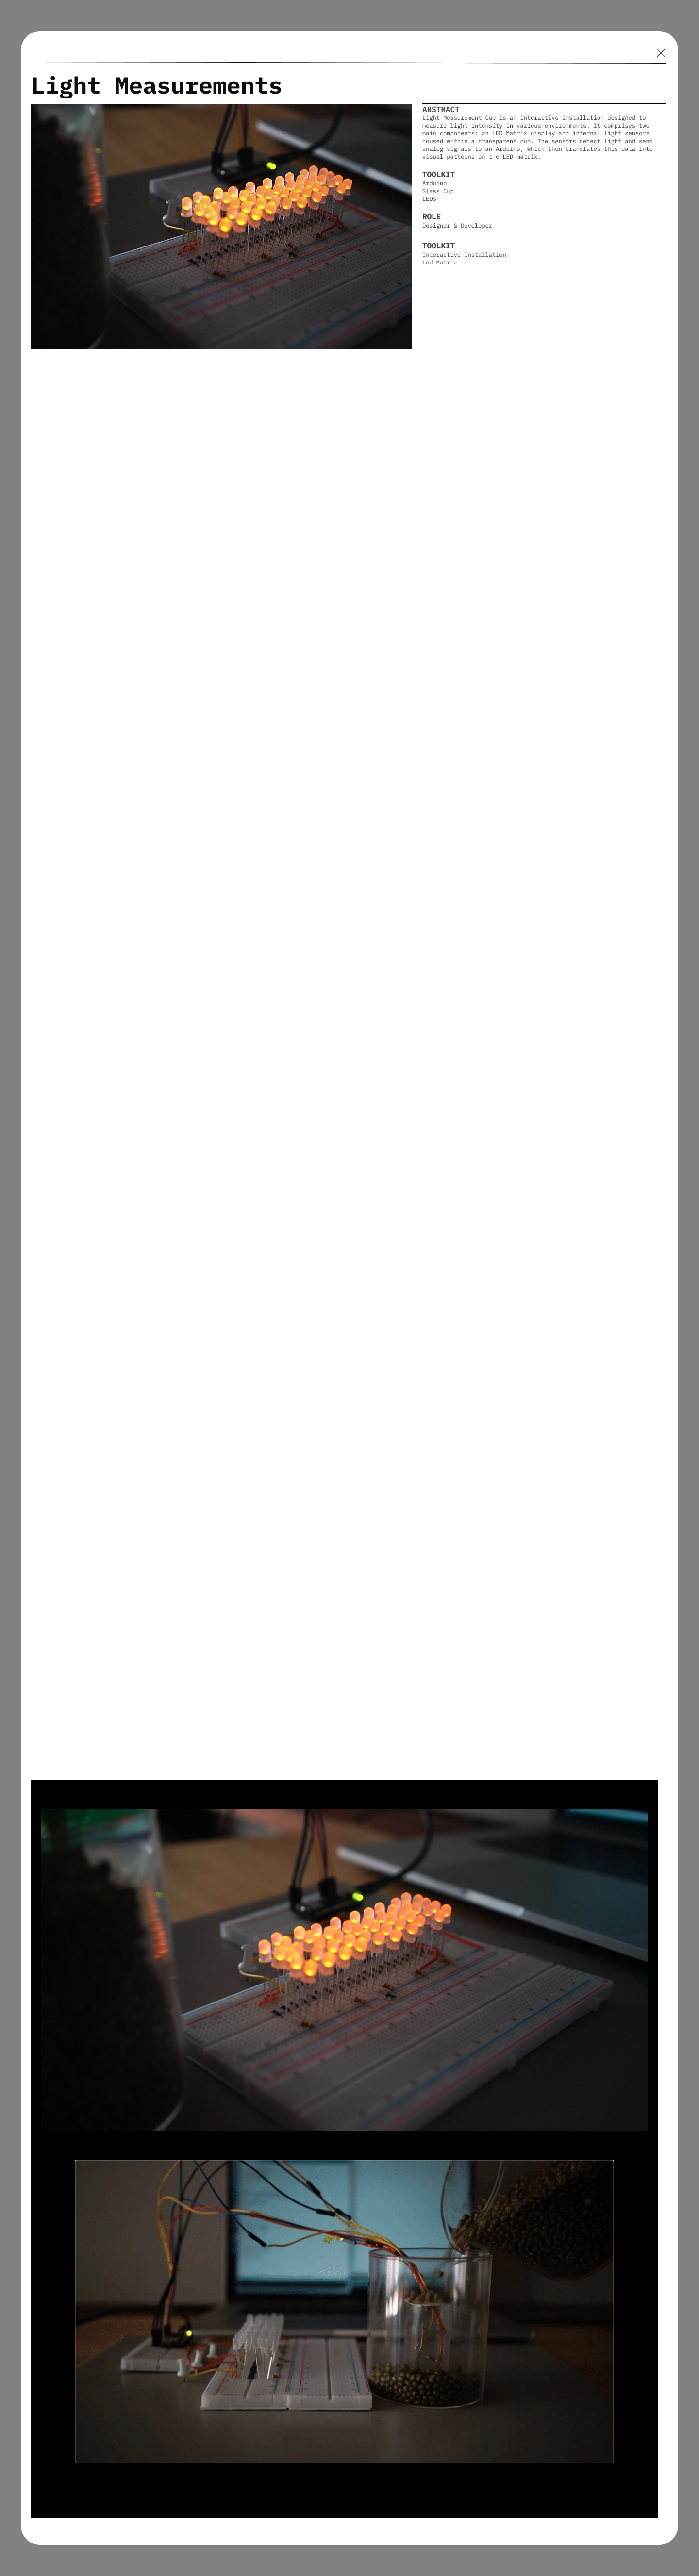 Light Measurements
ABSTRACT
Light Measurement Cup is an interactive installation designed to
measure light intensity in various environments. It comprises two
main components: an LED Matrix display and internal light sensors
housed within a transparent cup. The sensors detect light and send
analog signals to an Arduino, which then translates this data into
visual patterns on the LED matrix.
TOOLKIT
Arduino
Glass Cup
LEDs
ROLE
Designer & Developer
TOOLKIT
Interactive Installation
Led Matrix